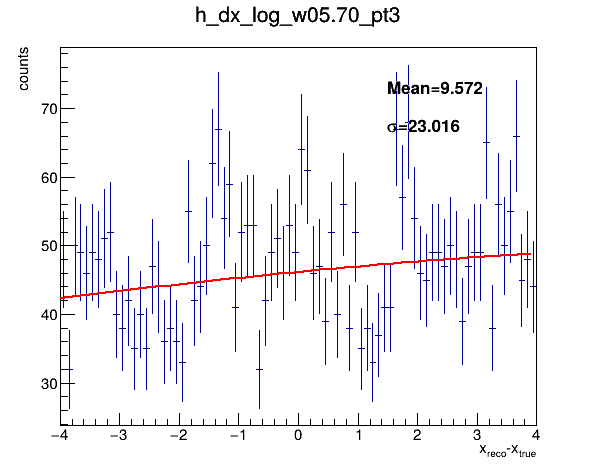 h_dx_log_w05.70_pt3
counts
70
60
50
40
30
Mean=9.572
σ=23.016
−4 −3 −2 −1 0 1 2 3 4
x_reco-x_true